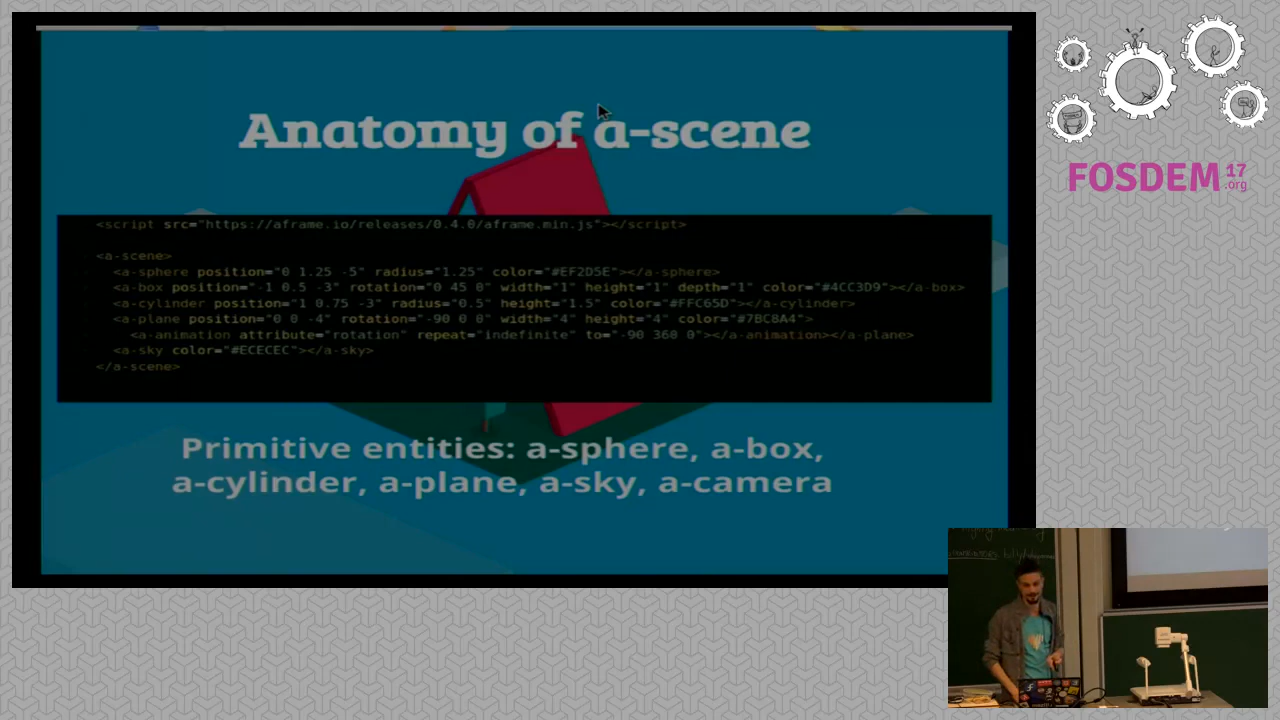 Anatomy of a-scene
<script src="https://aframe.io/releases/0.4.0/aframe.min.js"></script>
<a-scene>
<a-sphere position="0 1.25 -5" radius="1.25" color="#EF2D5E"></a-sphere>
<a-box position="-1 0.5 -3" rotation="0 45 0" width="1" height="1" depth="1" color="#4CC3D9"></a-box>
<a-cylinder position="1 0.75 -3" radius="0.5" height="1.5" color="#FFC65D"></a-cylinder>
<a-plane position="0 0 -4" rotation="-90 0 0" width="4" height="4" color="#7BC8A4">
<a-animation attribute="rotation" repeat="indefinite" to="-90 360 0"></a-animation></a-plane>
<a-sky color="#ECECEC"></a-sky>
</a-scene>
Primitive entities: a-sphere, a-box,
a-cylinder, a-plane, a-sky, a-camera
FOSDEM 17
.org